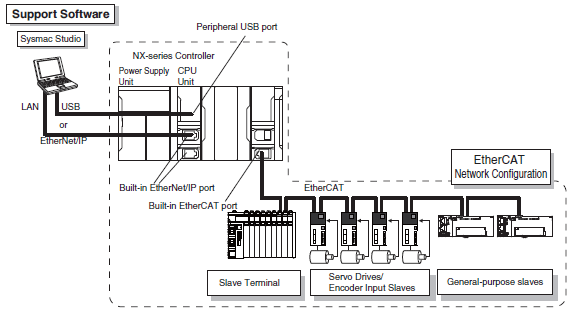 Support Software
Sysmac Studio
Peripheral USB port
NX-series Controller
Power Supply
Unit
CPU
Unit
LAN
USB
or
EtherNet/IP
Built-in EtherNet/IP port
Built-in EtherCAT port
EtherCAT
EtherCAT
Network Configuration
Slave Terminal
Servo Drives/
Encoder Input Slaves
General-purpose slaves